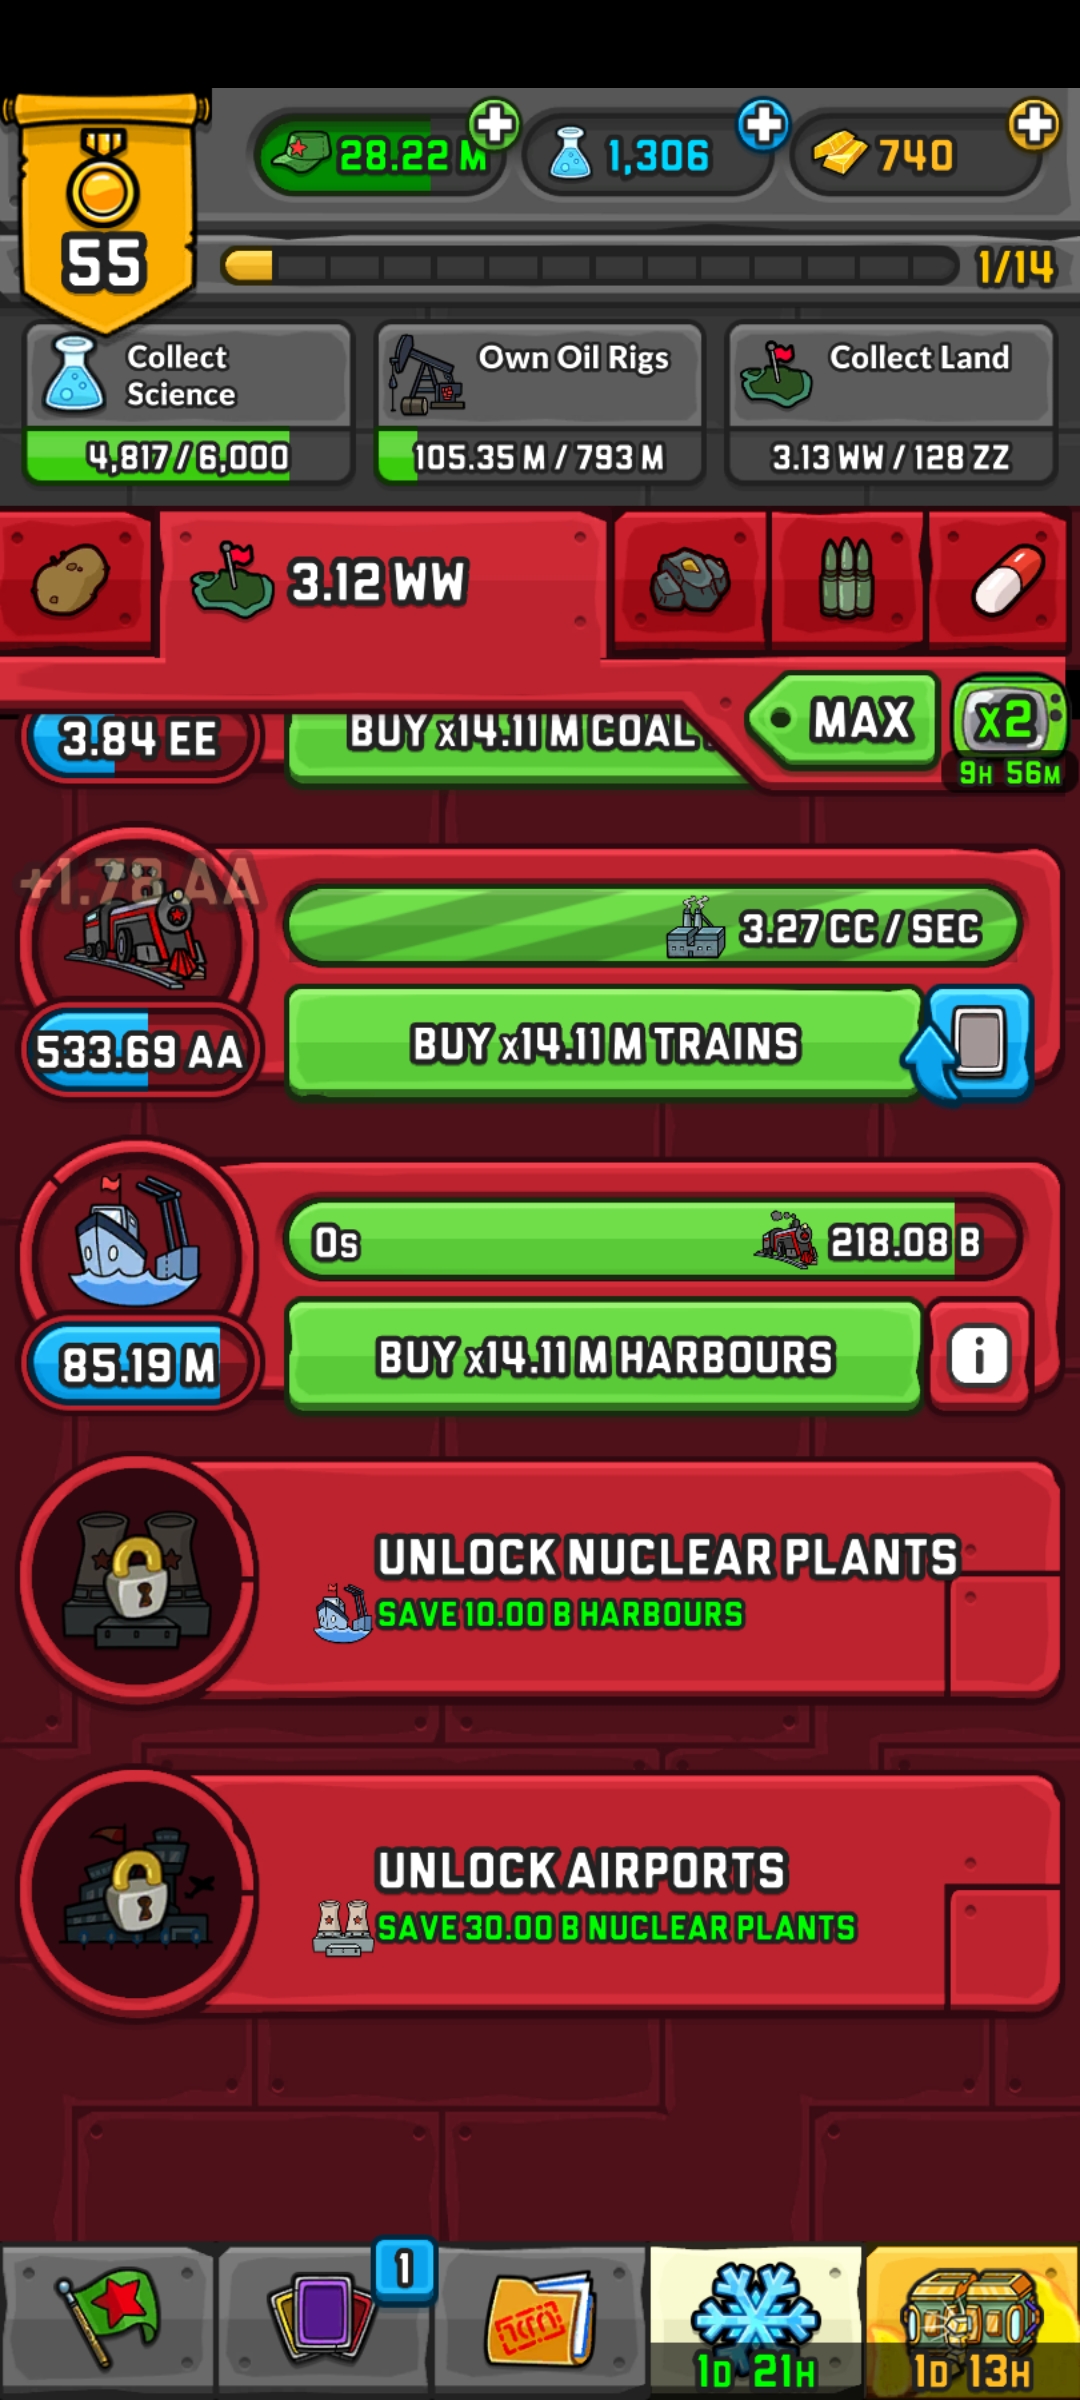 28.22 M
1,306
740
55
1/14
Collect
Science
4,817 / 6,000
Own Oil Rigs
105.35 M / 793 M
Collect Land
3.13 WW / 128 ZZ
3.12 WW
MAX
x2
9H 56M
3.84 EE
BUY x14.11 M COAL
+1.78 AA
3.27 CC / SEC
533.69 AA
BUY x14.11 M TRAINS
0s
218.08 B
85.19 M
BUY x14.11 M HARBOURS
i
UNLOCK NUCLEAR PLANTS
SAVE 10.00 B HARBOURS
UNLOCK AIRPORTS
SAVE 30.00 B NUCLEAR PLANTS
1
1D 21H
1D 13H